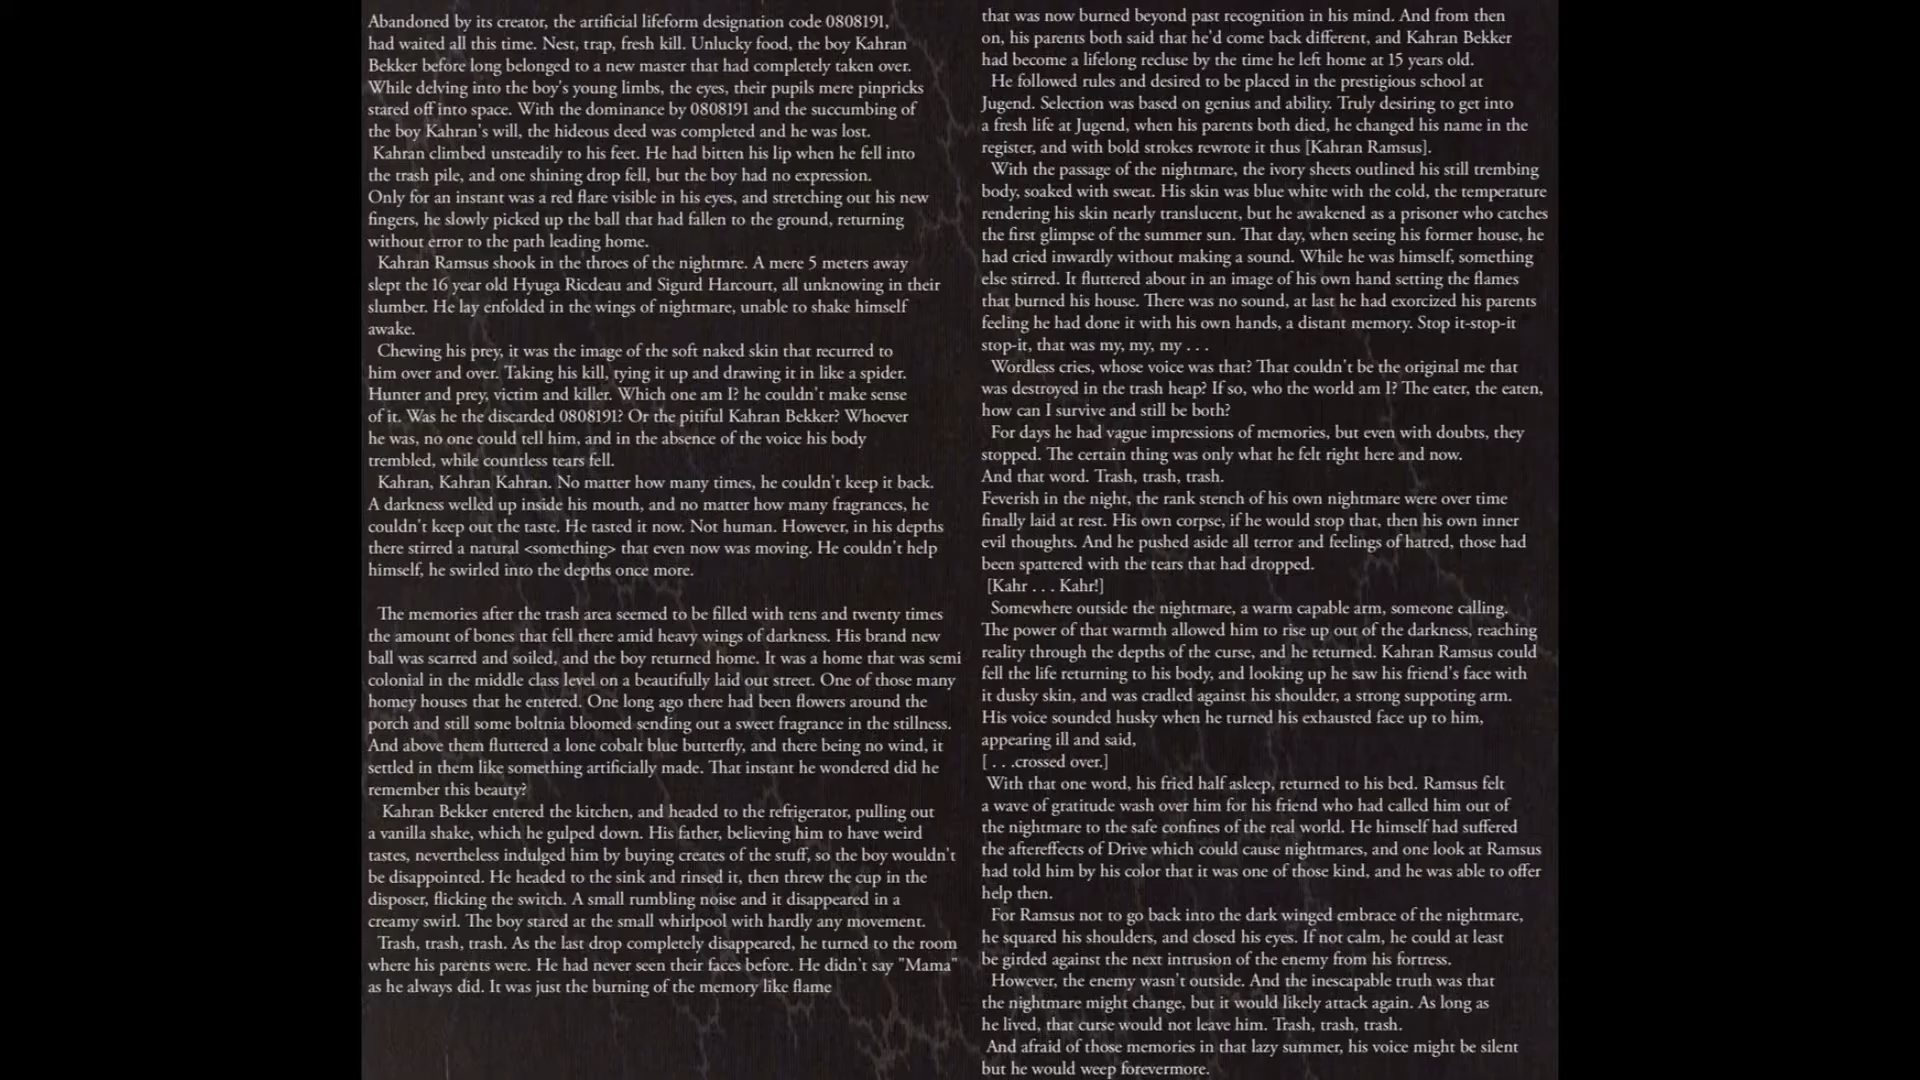 Abandoned by its creator, the artificial lifeform designation code 0808191,
had waited all this time. Nest, trap, fresh kill. Unlucky food, the boy Kahran
Bekker before long belonged to a new master that had completely taken over.
While delving into the boy's young limbs, the eyes, their pupils mere pinpricks
stared off into space. With the dominance by 0808191 and the succumbing of
the boy Kahran's will, the hideous deed was completed and he was lost.
Kahran climbed unsteadily to his feet. He had bitten his lip when he fell into
the trash pile, and one shining drop fell, but the boy had no expression.
Only for an instant was a red flare visible in his eyes, and stretching out his new
fingers, he slowly picked up the ball that had fallen to the ground, returning
without error to the path leading home.
Kahran Ramsus shook in the throes of the nightmre. A mere 5 meters away
slept the 16 year old Hyuga Ricdeau and Sigurd Harcourt, all unknowing in their
slumber. He lay enfolded in the wings of nightmare, unable to shake himself
awake.
Chewing his prey, it was the image of the soft naked skin that recurred to
him over and over. Taking his kill, tying it up and drawing it in like a spider.
Hunter and prey, victim and killer. Which one am I? he couldn't make sense
of it. Was he the discarded 0808191? Or the pitiful Kahran Bekker? Whoever
he was, no one could tell him, and in the absence of the voice his body
trembled, while countless tears fell.
Kahran, Kahran Kahran. No matter how many times, he couldn't keep it back.
A darkness welled up inside his mouth, and no matter how many fragrances, he
couldn't keep out the taste. He tasted it now. Not human. However, in his depths
there stirred a natural <something> that even now was moving. He couldn't help
himself, he swirled into the depths once more.
The memories after the trash area seemed to be filled with tens and twenty times
the amount of bones that fell there amid heavy wings of darkness. His brand new
ball was scarred and soiled, and the boy returned home. It was a home that was semi
colonial in the middle class level on a beautifully laid out street. One of those many
homey houses that he entered. One long ago there had been flowers around the
porch and still some boltnia bloomed sending out a sweet fragrance in the stillness.
And above them fluttered a lone cobalt blue butterfly, and there being no wind, it
settled in them like something artificially made. That instant he wondered did he
remember this beauty?
Kahran Bekker entered the kitchen, and headed to the refrigerator, pulling out
a vanilla shake, which he gulped down. His father, believing him to have weird
tastes, nevertheless indulged him by buying creates of the stuff, so the boy wouldn't
be disappointed. He headed to the sink and rinsed it, then threw the cup in the
disposer, flicking the switch. A small rumbling noise and it disappeared in a
creamy swirl. The boy stared at the small whirlpool with hardly any movement.
Trash, trash, trash. As the last drop completely disappeared, he turned to the room
where his parents were. He had never seen their faces before. He didn't say "Mama"
as he always did. It was just the burning of the memory like flame
that was now burned beyond past recognition in his mind. And from then
on, his parents both said that he'd come back different, and Kahran Bekker
had become a lifelong recluse by the time he left home at 15 years old.
He followed rules and desired to be placed in the prestigious school at
Jugend. Selection was based on genius and ability. Truly desiring to get into
a fresh life at Jugend, when his parents both died, he changed his name in the
register, and with bold strokes rewrote it thus [Kahran Ramsus].
With the passage of the nightmare, the ivory sheets outlined his still trembing
body, soaked with sweat. His skin was blue white with the cold, the temperature
rendering his skin nearly translucent, but he awakened as a prisoner who catches
the first glimpse of the summer sun. That day, when seeing his former house, he
had cried inwardly without making a sound. While he was himself, something
else stirred. It fluttered about in an image of his own hand setting the flames
that burned his house. There was no sound, at last he had exorcized his parents
feeling he had done it with his own hands, a distant memory. Stop it-stop-it
stop-it, that was my, my, my . . .
Wordless cries, whose voice was that? That couldn't be the original me that
was destroyed in the trash heap? If so, who the world am I? The eater, the eaten,
how can I survive and still be both?
For days he had vague impressions of memories, but even with doubts, they
stopped. The certain thing was only what he felt right here and now.
And that word. Trash, trash, trash.
Feverish in the night, the rank stench of his own nightmare were over time
finally laid at rest. His own corpse, if he would stop that, then his own inner
evil thoughts. And he pushed aside all terror and feelings of hatred, those had
been spattered with the tears that had dropped.
[Kahr . . . Kahr!]
Somewhere outside the nightmare, a warm capable arm, someone calling.
The power of that warmth allowed him to rise up out of the darkness, reaching
reality through the depths of the curse, and he returned. Kahran Ramsus could
fell the life returning to his body, and looking up he saw his friend's face with
it dusky skin, and was cradled against his shoulder, a strong suppoting arm.
His voice sounded husky when he turned his exhausted face up to him,
appearing ill and said,
[ . . .crossed over.]
With that one word, his fried half asleep, returned to his bed. Ramsus felt
a wave of gratitude wash over him for his friend who had called him out of
the nightmare to the safe confines of the real world. He himself had suffered
the aftereffects of Drive which could cause nightmares, and one look at Ramsus
had told him by his color that it was one of those kind, and he was able to offer
help then.
For Ramsus not to go back into the dark winged embrace of the nightmare,
he squared his shoulders, and closed his eyes. If not calm, he could at least
be girded against the next intrusion of the enemy from his fortress.
However, the enemy wasn't outside. And the inescapable truth was that
the nightmare might change, but it would likely attack again. As long as
he lived, that curse would not leave him. Trash, trash, trash.
And afraid of those memories in that lazy summer, his voice might be silent
but he would weep forevermore.